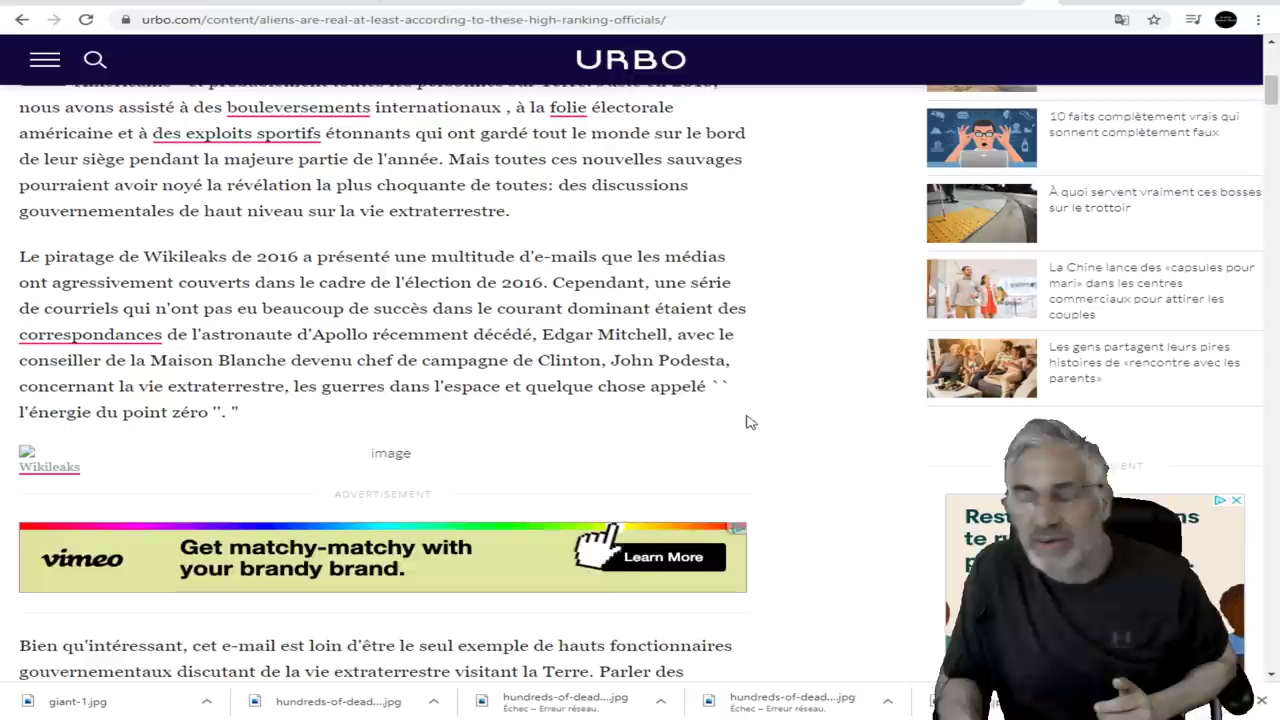 urbo.com/content/aliens-are-real-at-least-according-to-these-high-ranking-officials/
URBO
nous avons assisté à des bouleversements internationaux , à la folie électorale
américaine et à des exploits sportifs étonnants qui ont gardé tout le monde sur le bord
de leur siège pendant la majeure partie de l'année. Mais toutes ces nouvelles sauvages
pourraient avoir noyé la révélation la plus choquante de toutes: des discussions
gouvernementales de haut niveau sur la vie extraterrestre.
Le piratage de Wikileaks de 2016 a présenté une multitude d'e-mails que les médias
ont agressivement couverts dans le cadre de l'élection de 2016. Cependant, une série
de courriels qui n'ont pas eu beaucoup de succès dans le courant dominant étaient des
correspondances de l'astronaute d'Apollo récemment décédé, Edgar Mitchell, avec le
conseiller de la Maison Blanche devenu chef de campagne de Clinton, John Podesta,
concernant la vie extraterrestre, les guerres dans l'espace et quelque chose appelé ``
l'énergie du point zéro ''. "
Wikileaks
image
ADVERTISEMENT
vimeo
Get matchy-matchy with
your brandy brand.
Learn More
Bien qu'intéressant, cet e-mail est loin d'être le seul exemple de hauts fonctionnaires
gouvernementaux discutant de la vie extraterrestre visitant la Terre. Parler des
10 faits complètement vrais qui
sonnent complètement faux
À quoi servent vraiment ces bosses
sur le trottoir
La Chine lance des «capsules pour
mari» dans les centres
commerciaux pour attirer les
couples
Les gens partagent leurs pires
histoires de «rencontre avec les
parents»
giant-1.jpg
hundreds-of-dead....jpg
hundreds-of-dead....jpg
Échec – Erreur réseau.
hundreds-of-dead....jpg
Échec – Erreur réseau.